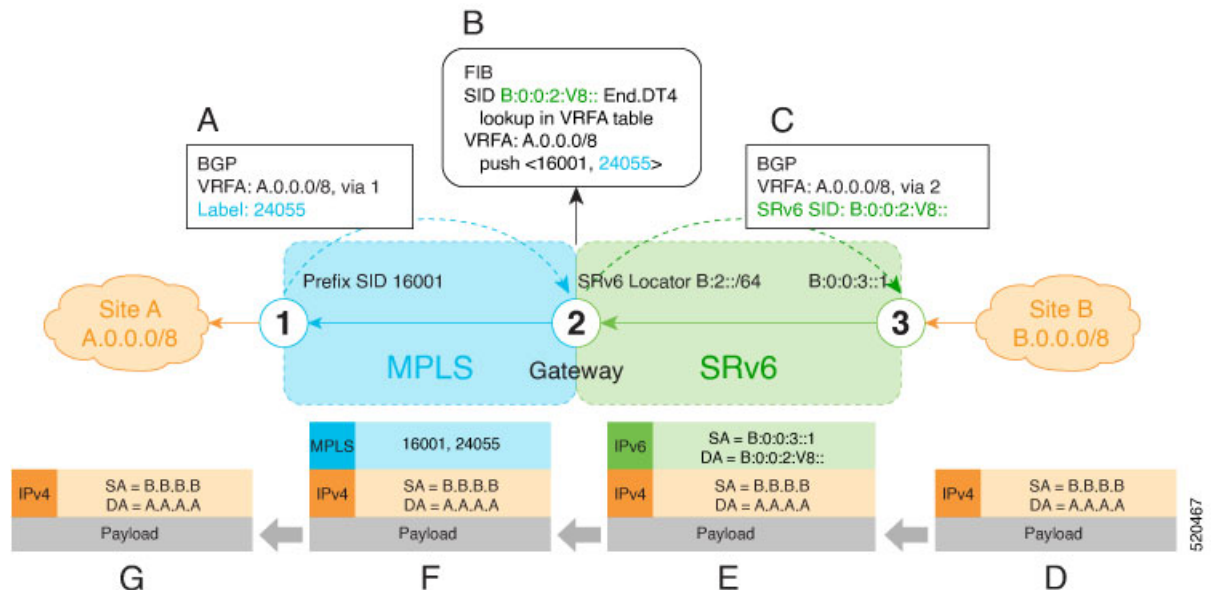 B
FIB
SID B:0:0:2:V8:: End.DT4
lookup in VRFA table
VRFA: A.0.0.0/8
push <16001, 24055>
A
BGP
VRFA: A.0.0.0/8, via 1
Label: 24055
C
BGP
VRFA: A.0.0.0/8, via 2
SRv6 SID: B:0:0:2:V8::
Prefix SID 16001
SRv6 Locator B:2::/64
B:0:0:3::1
Site A
A.0.0.0/8
1
2
3
Site B
B.0.0.0/8
MPLS
Gateway
SRv6
IPv4
SA = B.B.B.B
DA = A.A.A.A
Payload
G
MPLS
16001, 24055
IPv4
SA = B.B.B.B
DA = A.A.A.A
Payload
F
IPv6
SA = B:0:0:3::1
DA = B:0:0:2:V8::
IPv4
SA = B.B.B.B
DA = A.A.A.A
Payload
E
IPv4
SA = B.B.B.B
DA = A.A.A.A
Payload
D
520467